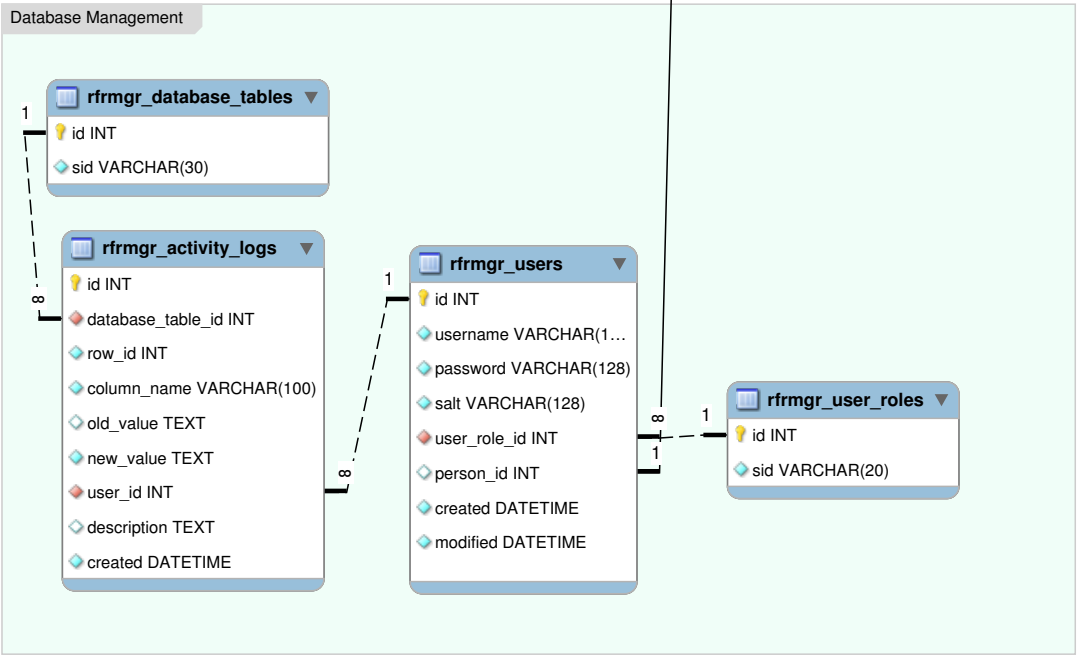 Database Management
rfrmgr_database_tables
1
id INT
sid VARCHAR(30)
rfrmgr_activity_logs
id INT
∞
database_table_id INT
row_id INT
column_name VARCHAR(100)
old_value TEXT
new_value TEXT
user_id INT
description TEXT
created DATETIME
∞
1
rfrmgr_users
id INT
username VARCHAR(1…
password VARCHAR(128)
salt VARCHAR(128)
user_role_id INT
person_id INT
created DATETIME
modified DATETIME
∞
1
1
rfrmgr_user_roles
id INT
sid VARCHAR(20)